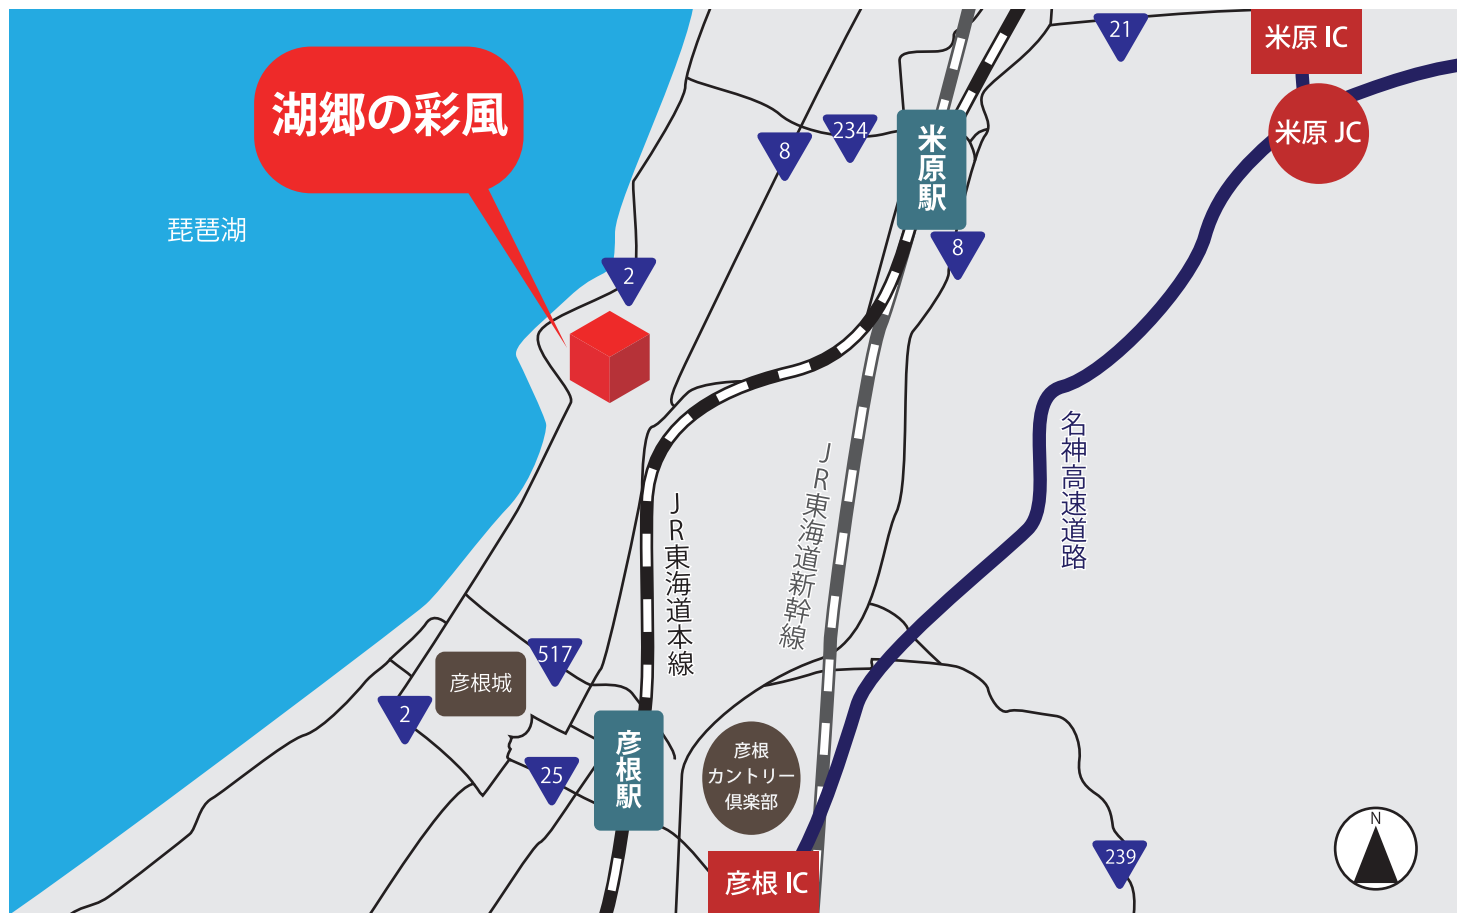 21
米原 IC
湖郷の彩風
234
8
米原駅
米原 JC
琵琶湖
8
2
名神高速道路
JR東海道新幹線
JR東海道本線
517
彦根城
2
彦根駅
25
彦根
カントリー
倶楽部
N
239
彦根 IC